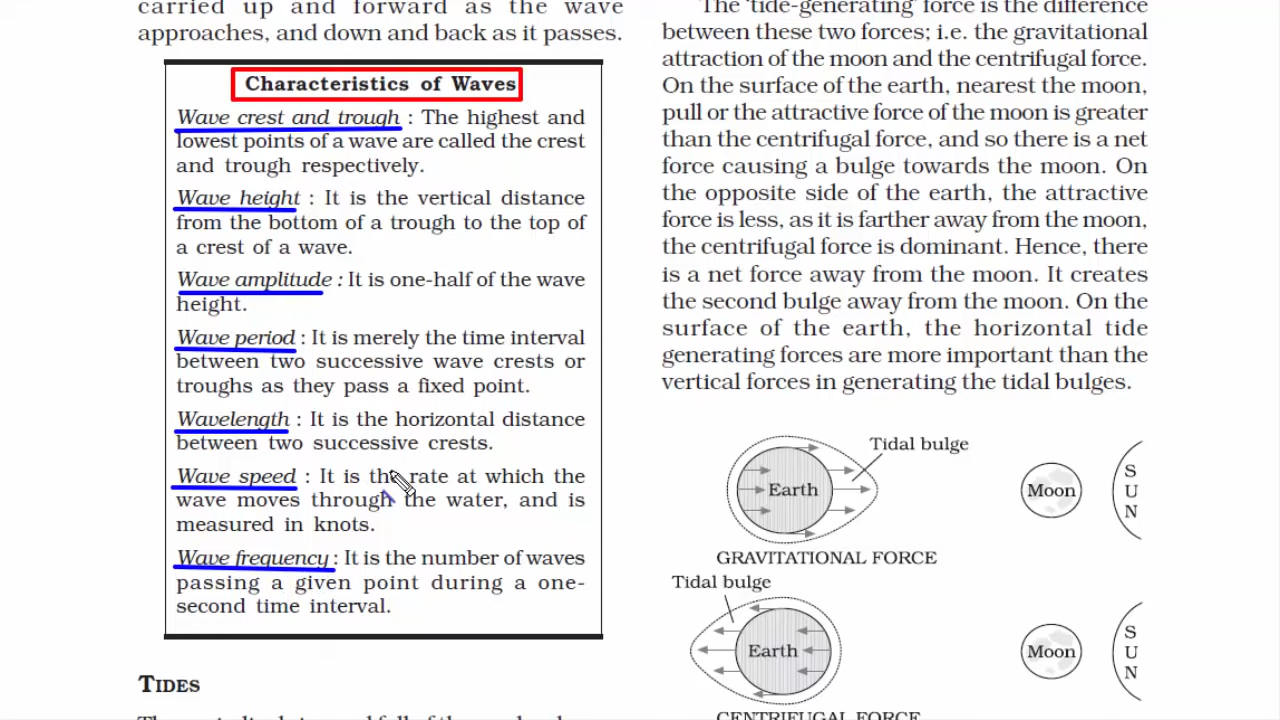 carried up and forward as the wave
approaches, and down and back as it passes.
Characteristics of Waves
Wave crest and trough : The highest and
lowest points of a wave are called the crest
and trough respectively.
Wave height : It is the vertical distance
from the bottom of a trough to the top of
a crest of a wave.
Wave amplitude : It is one-half of the wave
height.
Wave period : It is merely the time interval
between two successive wave crests or
troughs as they pass a fixed point.
Wavelength : It is the horizontal distance
between two successive crests.
Wave speed : It is the rate at which the
wave moves through the water, and is
measured in knots.
Wave frequency : It is the number of waves
passing a given point during a one-
second time interval.
TIDES
The 'tide-generating' force is the difference
between these two forces; i.e. the gravitational
attraction of the moon and the centrifugal force.
On the surface of the earth, nearest the moon,
pull or the attractive force of the moon is greater
than the centrifugal force, and so there is a net
force causing a bulge towards the moon. On
the opposite side of the earth, the attractive
force is less, as it is farther away from the moon,
the centrifugal force is dominant. Hence, there
is a net force away from the moon. It creates
the second bulge away from the moon. On the
surface of the earth, the horizontal tide
generating forces are more important than the
vertical forces in generating the tidal bulges.
Tidal bulge
Earth
Moon
S
U
N
GRAVITATIONAL FORCE
Tidal bulge
Earth
Moon
S
U
N
CENTRIFUGAL FORCE